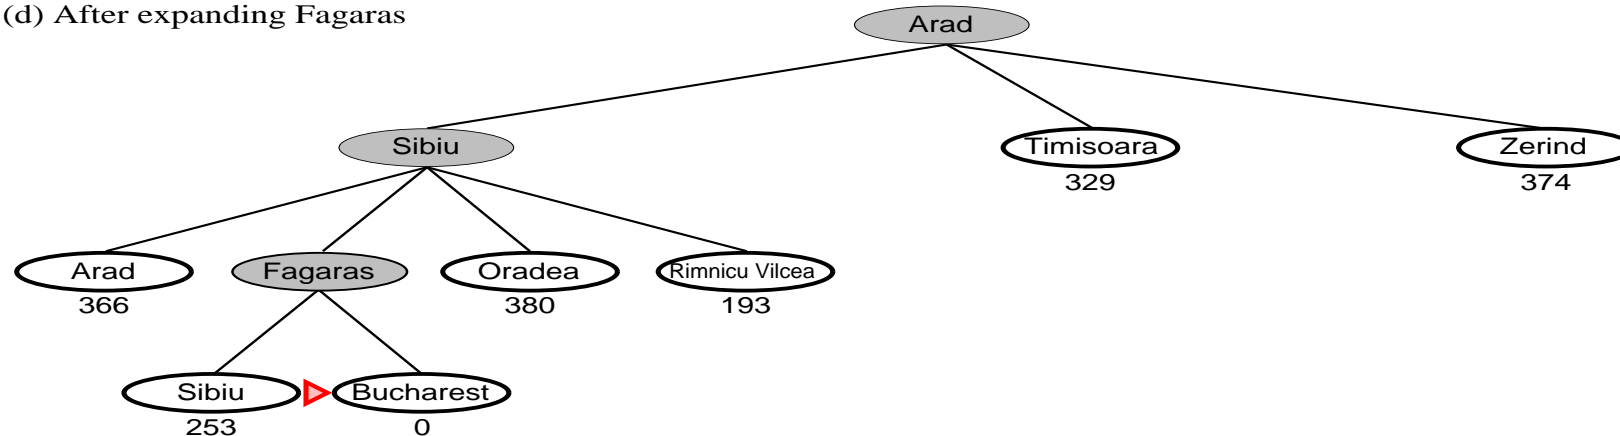 (d) After expanding Fagaras
Arad
Sibiu
Timisoara
Zerind
329
374
Arad
Fagaras
Oradea
Rimnicu Vilcea
366
380
193
Sibiu
Bucharest
253
0